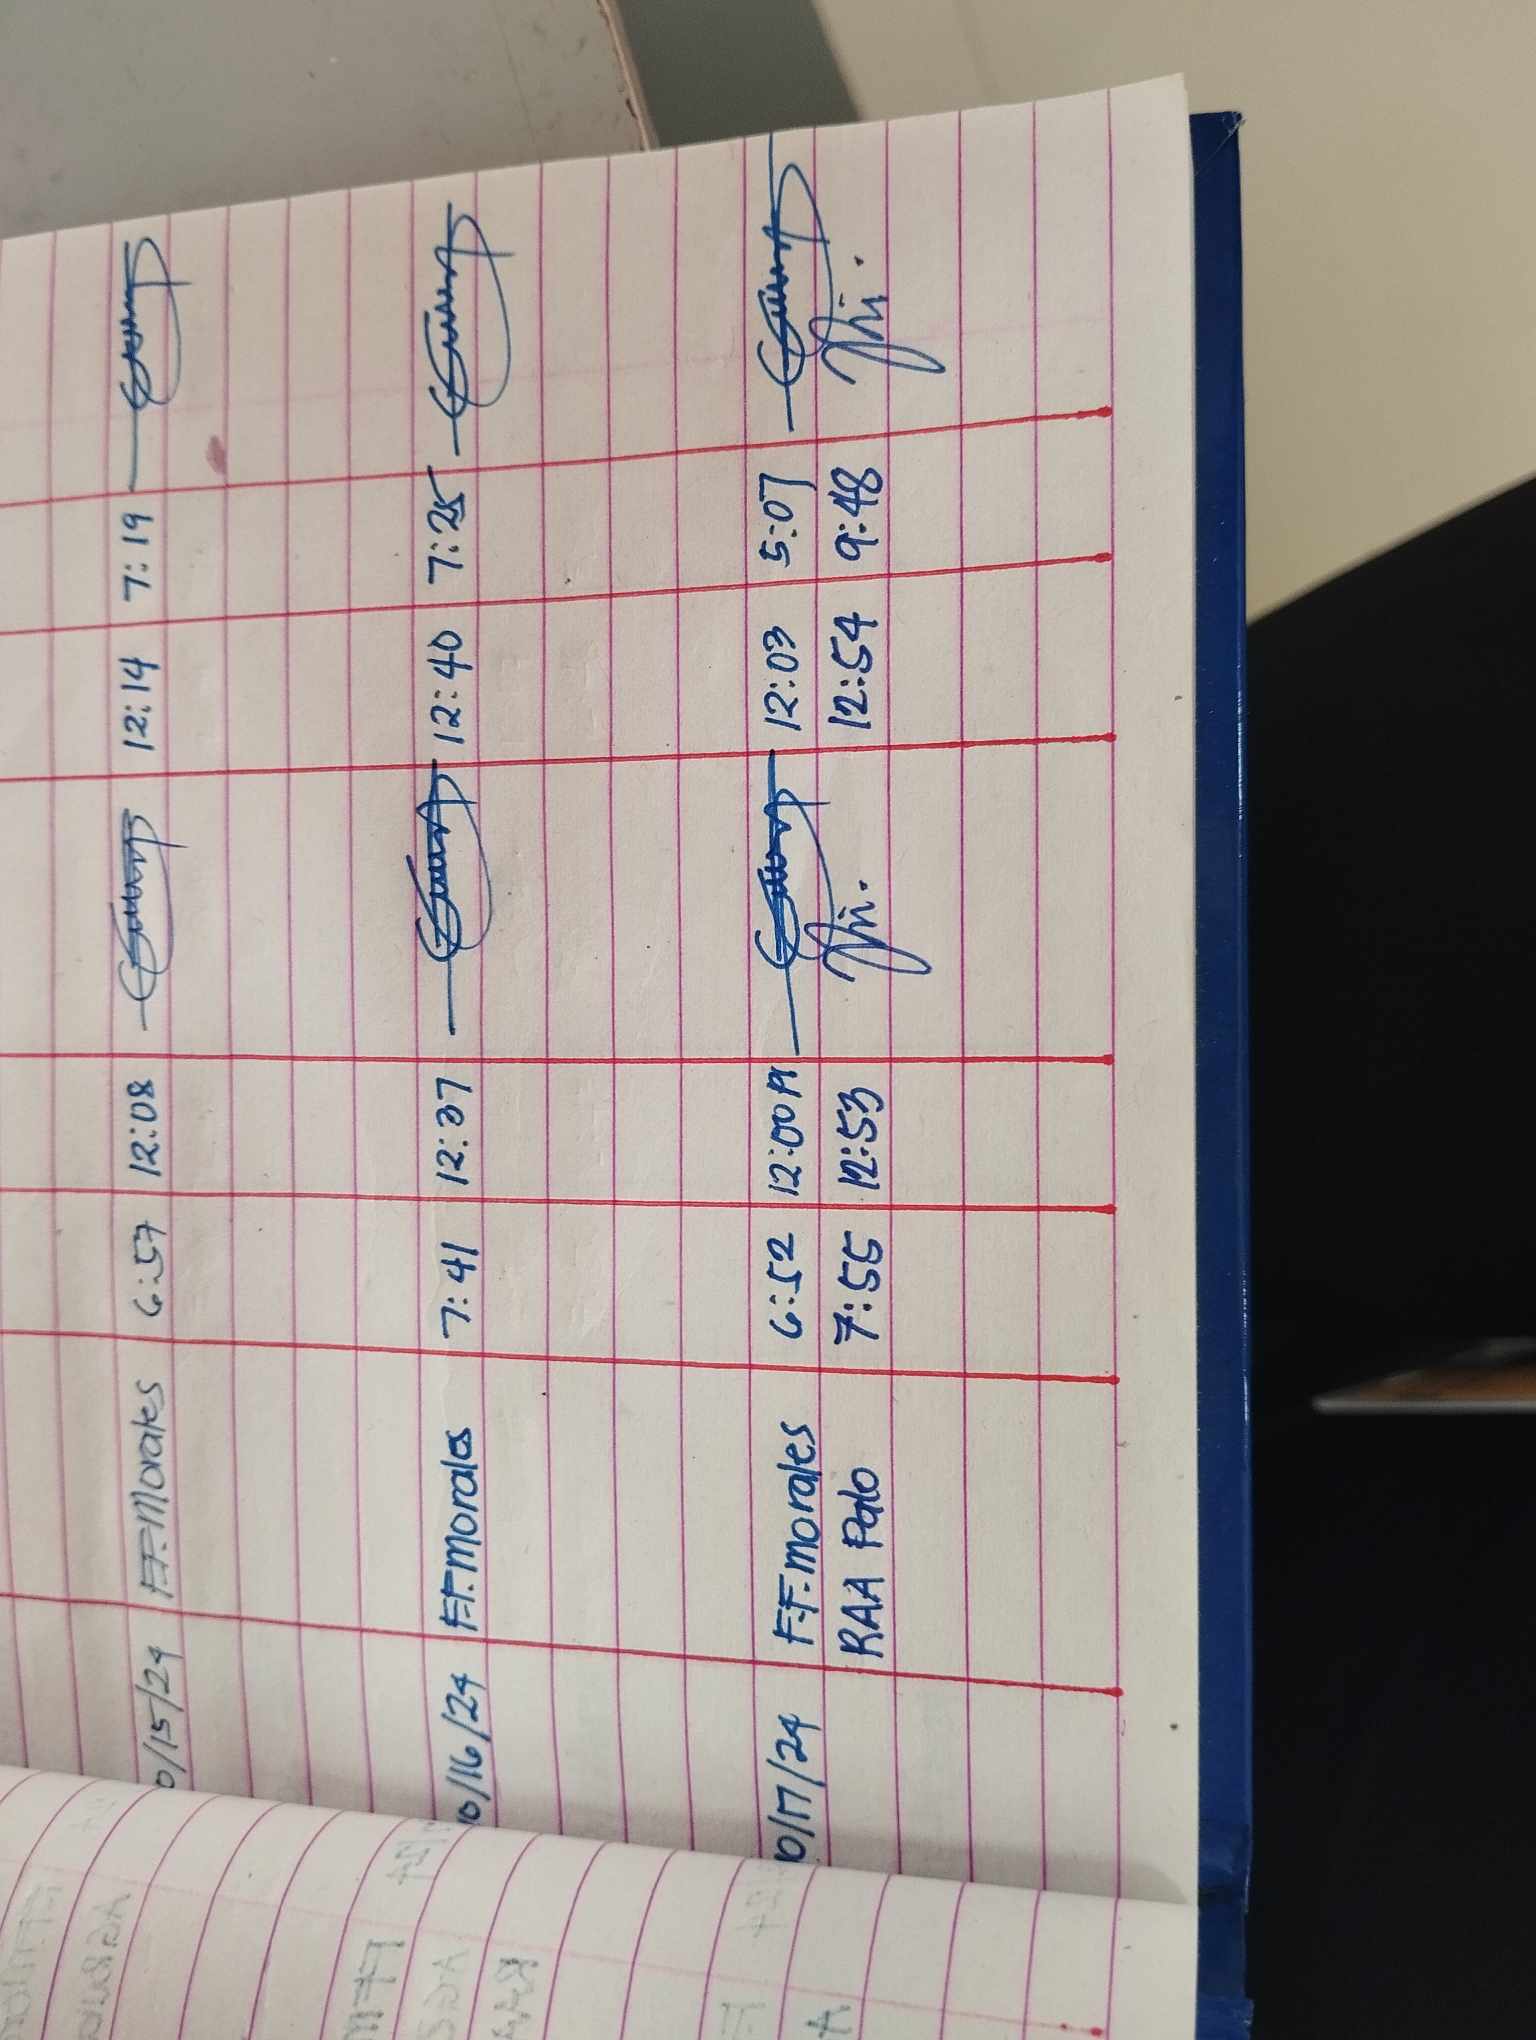 0/15/24 F.F. Morales 6:57 12:08 12:14 7:19
10/16/24 F.F. Morales 7:41 12:37 12:40 7:25
0/17/24 F.F. Morales 6:52 12:00 12:03 5:07
RAA Palo 7:55 12:53 12:54 9:48